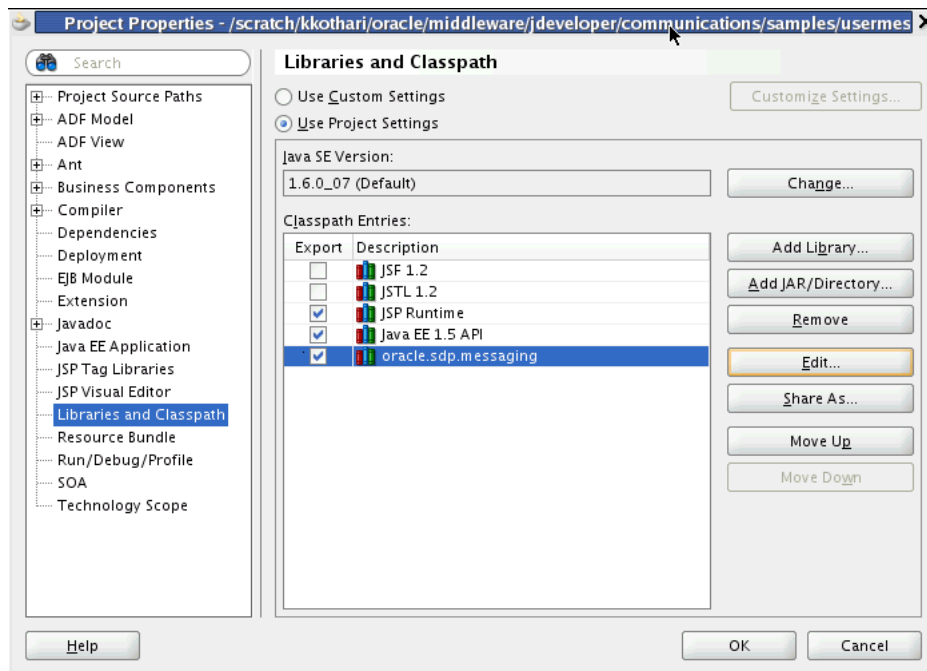 Project Properties - /scratch/kkothari/oracle/middleware/jdeveloper/communications/samples/usermes
Search
Project Source Paths
ADF Model
ADF View
Ant
Business Components
Compiler
Dependencies
Deployment
EJB Module
Extension
Javadoc
Java EE Application
JSP Tag Libraries
JSP Visual Editor
Libraries and Classpath
Resource Bundle
Run/Debug/Profile
SOA
Technology Scope
Libraries and Classpath
Use Custom Settings
Customize Settings...
Use Project Settings
Java SE Version:
1.6.0_07 (Default)
Change...
Classpath Entries:
Export Description
JSF 1.2
JSTL 1.2
JSP Runtime
Java EE 1.5 API
oracle.sdp.messaging
Add Library...
Add JAR/Directory...
Remove
Edit...
Share As...
Move Up
Move Down
Help
OK
Cancel